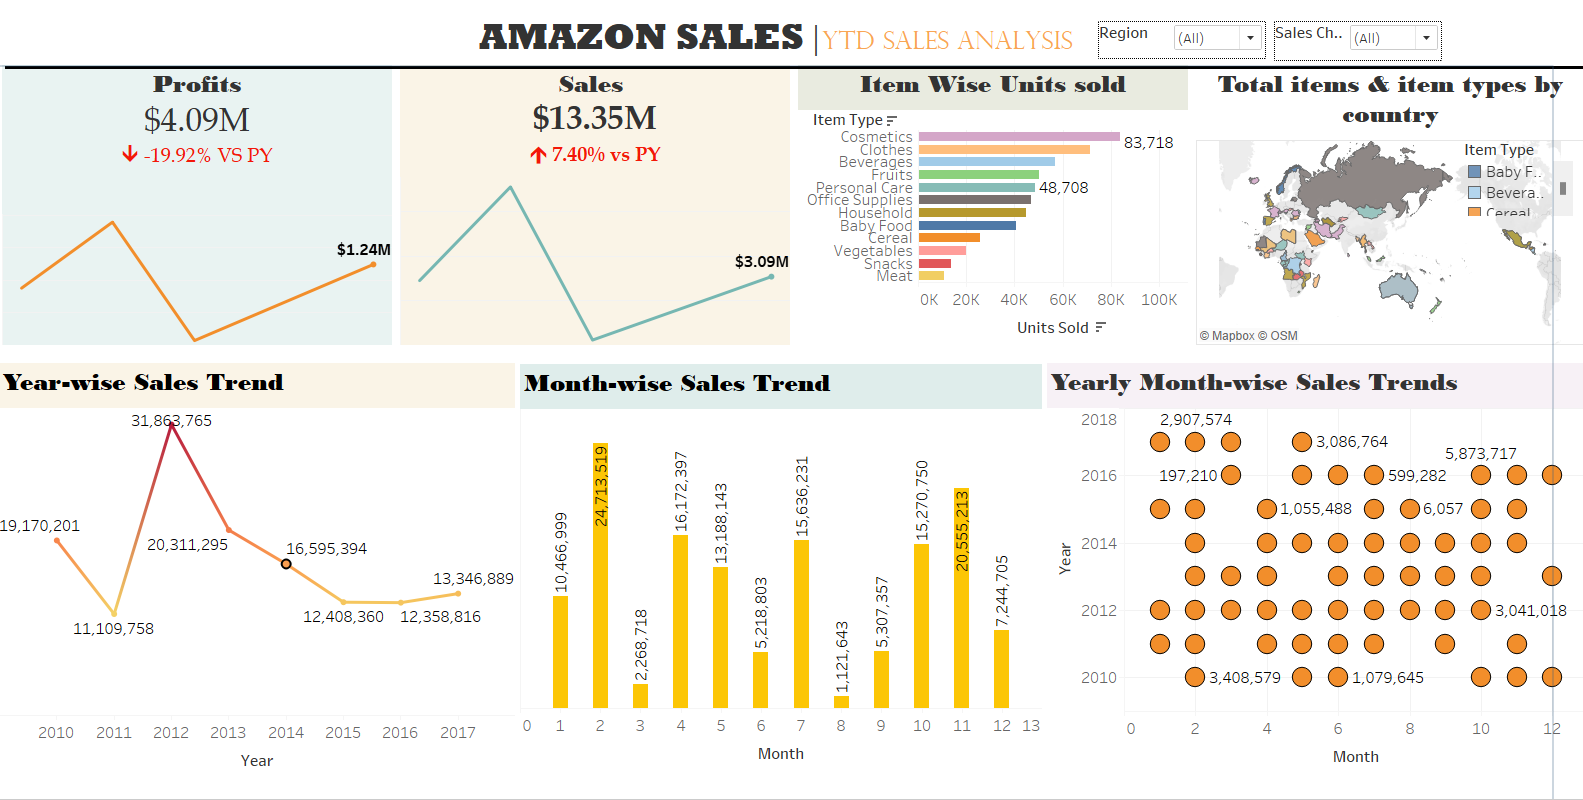 AMAZON SALES | YTD SALES ANALYSIS
Region (All)
Sales Ch.. (All)
Profits
$4.09M
-19.92% VS PY
$1.24M
Sales
$13.35M
7.40% vs PY
$3.09M
Item Wise Units sold
Item Type
Cosmetics
83,718
Clothes
Beverages
Fruits
Personal Care
48,708
Office Supplies
Household
Baby Food
Cereal
Vegetables
Snacks
Meat
0K 20K 40K 60K 80K 100K
Units Sold
Total items & item types by
country
Item Type
Baby F..
Bevera..
Cereal
© Mapbox © OSM
Year-wise Sales Trend
31,863,765
19,170,201
20,311,295
16,595,394
13,346,889
11,109,758
12,408,360
12,358,816
2010 2011 2012 2013 2014 2015 2016 2017
Year
Month-wise Sales Trend
10,466,999
24,713,519
2,268,718
16,172,397
13,188,143
5,218,803
15,636,231
1,121,643
5,307,357
15,270,750
20,555,213
7,244,705
0 1 2 3 4 5 6 7 8 9 10 11 12 13
Month
Yearly Month-wise Sales Trends
2018
2,907,574
3,086,764
5,873,717
2016
197,210
599,282
1,055,488
6,057
2014
Year
2012
3,041,018
2010
3,408,579
1,079,645
0 2 4 6 8 10 12
Month